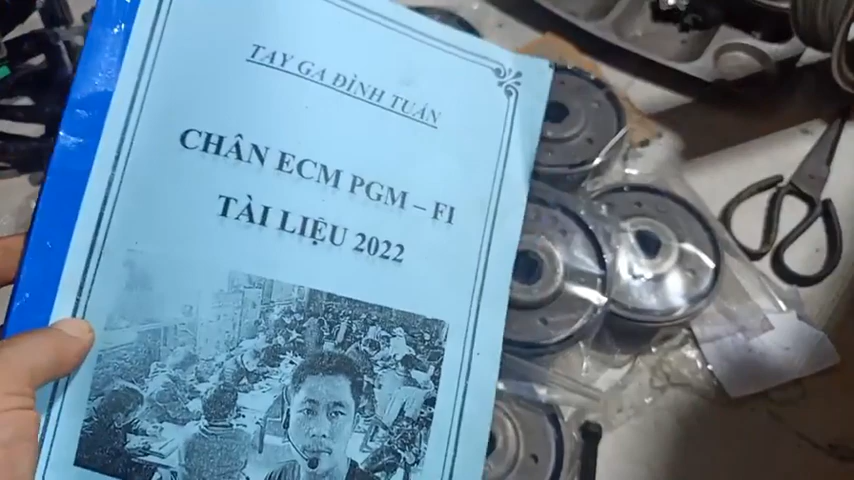 TAY GA ĐÌNH TUẤN
CHÂN ECM PGM – FI
TÀI LIỆU 2022